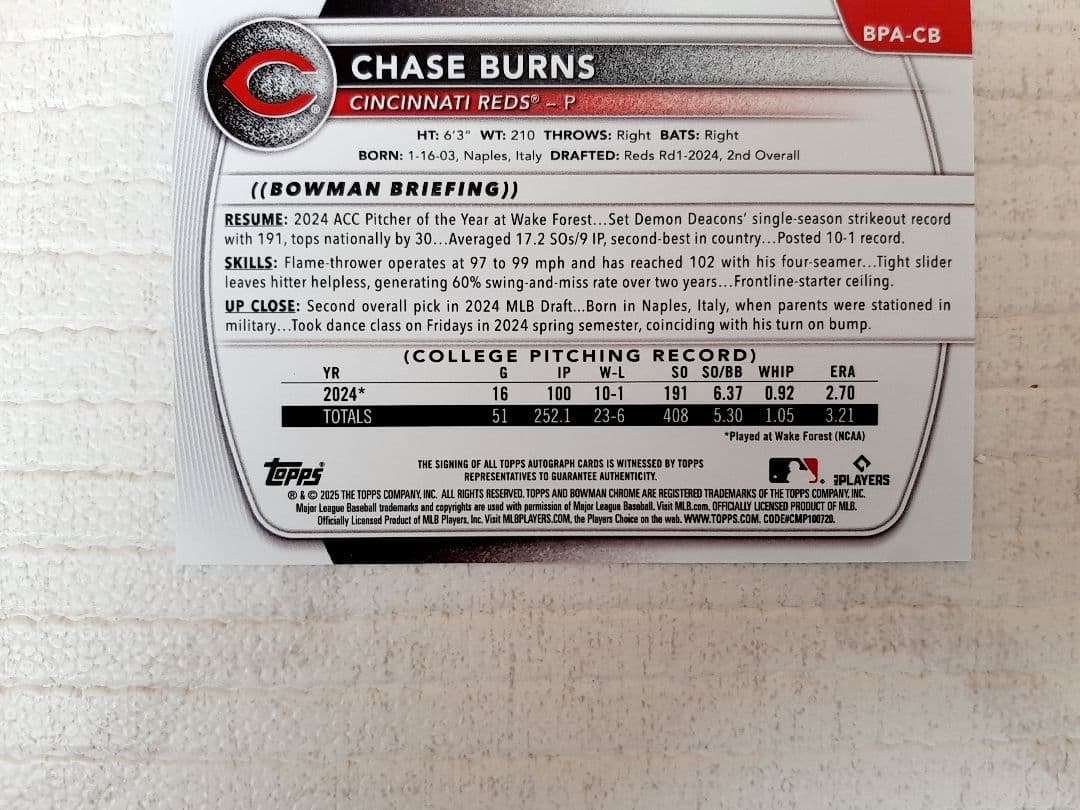 BPA-CB
CHASE BURNS
CINCINNATI REDS® – P
HT: 6'3" WT: 210 THROWS: Right BATS: Right
BORN: 1-16-03, Naples, Italy DRAFTED: Reds Rd1-2024, 2nd Overall
((BOWMAN BRIEFING))
RESUME: 2024 ACC Pitcher of the Year at Wake Forest...Set Demon Deacons' single-season strikeout record
with 191, tops nationally by 30...Averaged 17.2 SOs/9 IP, second-best in country...Posted 10-1 record.
SKILLS: Flame-thrower operates at 97 to 99 mph and has reached 102 with his four-seamer...Tight slider
leaves hitter helpless, generating 60% swing-and-miss rate over two years...Frontline-starter ceiling.
UP CLOSE: Second overall pick in 2024 MLB Draft...Born in Naples, Italy, when parents were stationed in
military...Took dance class on Fridays in 2024 spring semester, coinciding with his turn on bump.
(COLLEGE PITCHING RECORD)
YR G IP W-L SO SO/BB WHIP ERA
2024* 16 100 10-1 191 6.37 0.92 2.70
TOTALS 51 252.1 23-6 408 5.30 1.05 3.21
*Played at Wake Forest (NCAA)
Topps®
THE SIGNING OF ALL TOPPS AUTOGRAPH CARDS IS WITNESSED BY TOPPS
REPRESENTATIVES TO GUARANTEE AUTHENTICITY.
PLAYERS
® & © 2025 THE TOPPS COMPANY, INC. ALL RIGHTS RESERVED. TOPPS AND BOWMAN CHROME ARE REGISTERED TRADEMARKS OF THE TOPPS COMPANY, INC.
Major League Baseball trademarks and copyrights are used with permission of Major League Baseball. Visit MLB.com. OFFICIALLY LICENSED PRODUCT OF MLB.
Officially Licensed Product of MLB Players, Inc. Visit MLBPLAYERS.COM, the Players Choice on the web. WWW.TOPPS.COM. CODE#CMP100720.